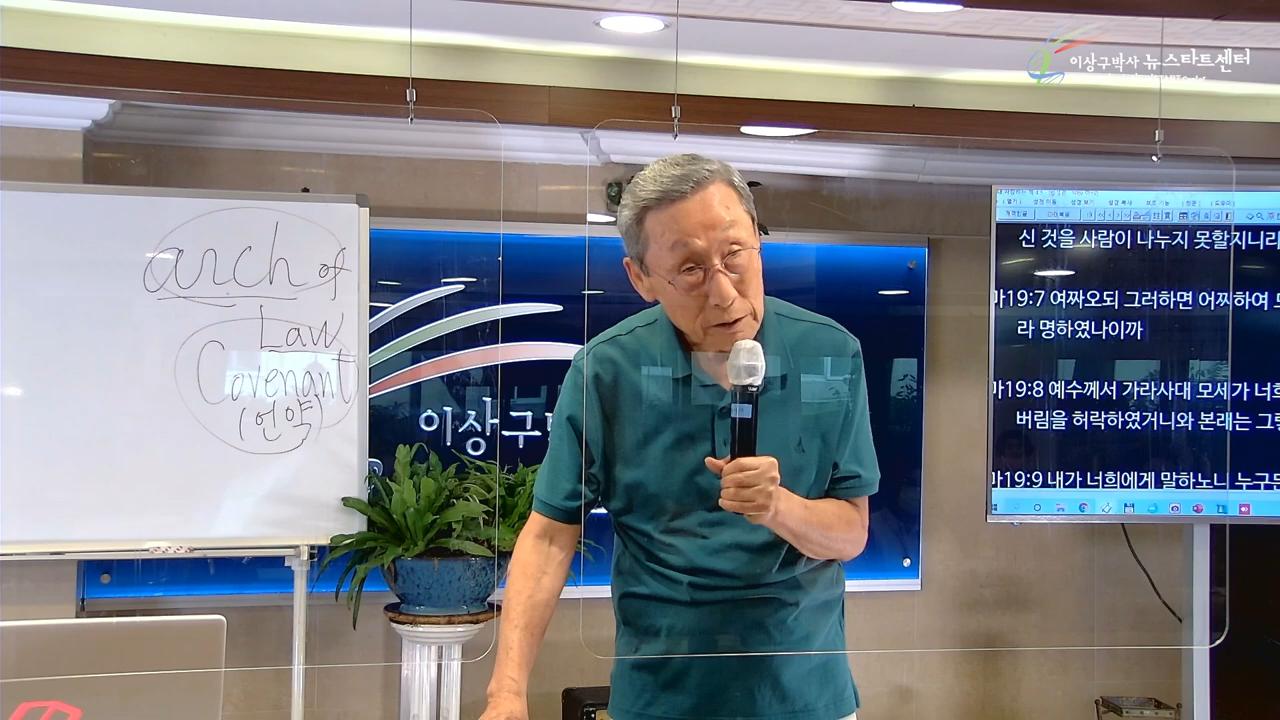 이상구박사 뉴스타트센터
arch of
Law
Covenant
(언약)
이상구
신 것을 사람이 나누지 못할지니라
마19:7 여짜오되 그러하면 어찌하여
라 명하였나이까
마19:8 예수께서 가라사대 모세가 너희
버림을 허락하였거니와 본래는
마19:9 내가 너희에게 말하노니